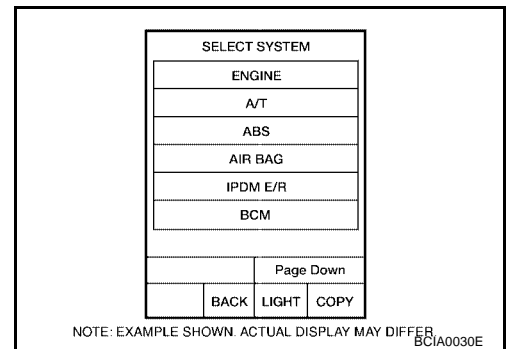 SELECT SYSTEM
ENGINE
A/T
ABS
AIR BAG
IPDM E/R
BCM
Page Down
BACK LIGHT COPY
NOTE: EXAMPLE SHOWN. ACTUAL DISPLAY MAY DIFFER.
BCIA0030E